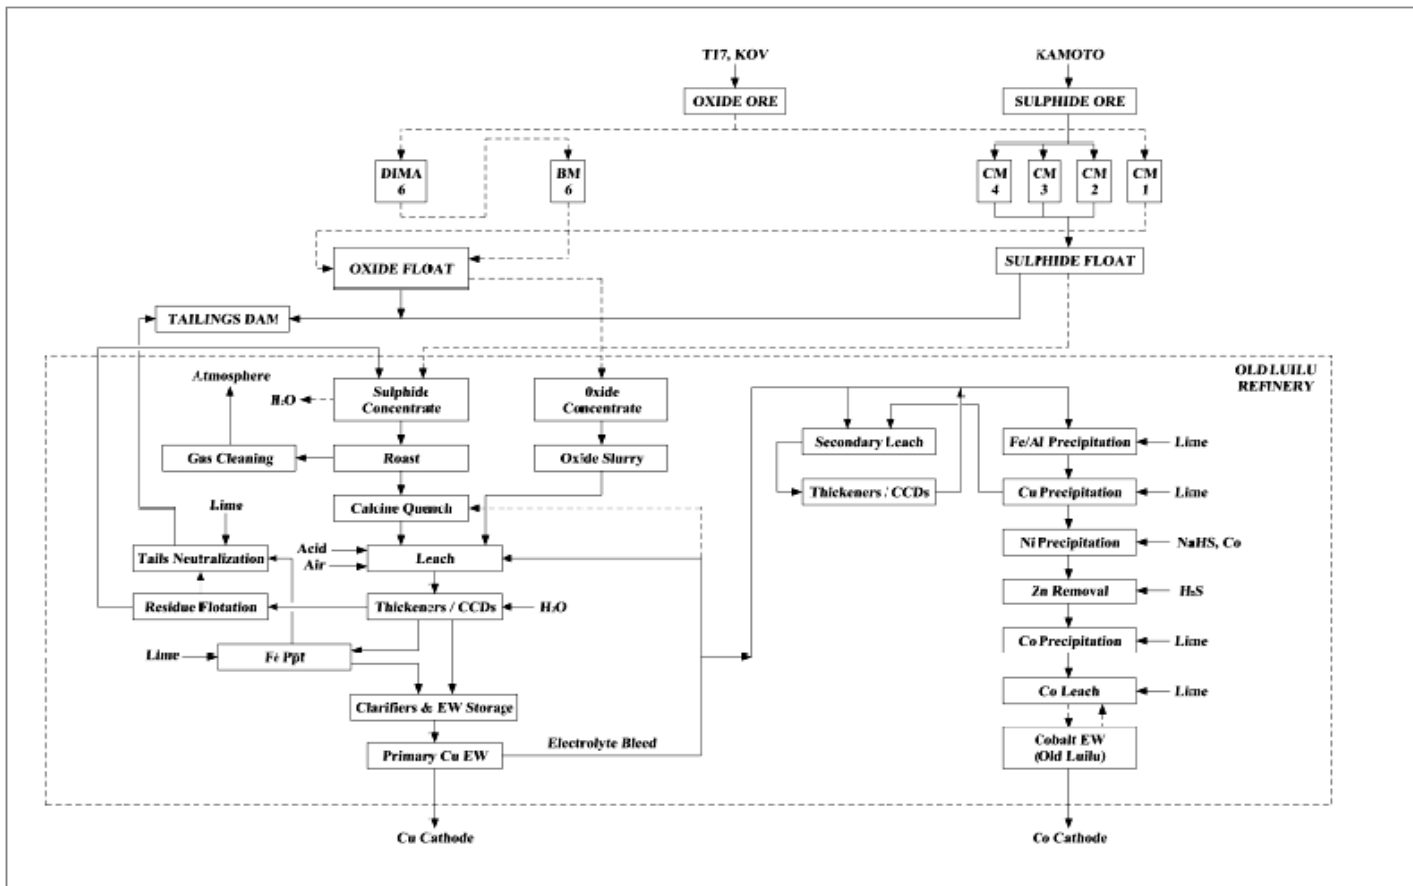 T17, KOV
KAMOTO
OXIDE ORE
SULPHIDE ORE
DIMA
6
BM
6
CM
4
CM
3
CM
2
CM
1
OXIDE FLOAT
SULPHIDE FLOAT
TAILINGS DAM
OLD LUILU
REFINERY
Atmosphere
H₂O
Sulphide
Concentrate
Oxide
Concentrate
Gas Cleaning
Roast
Oxide Slurry
Secondary Leach
Fe/Al Precipitation
Lime
Thickeners / CCDs
Cu Precipitation
Lime
Lime
Calcine Quench
Tails Neutralization
Acid
Air
Leach
Ni Precipitation
NaHS, Co
Residue Flotation
Thickeners / CCDs
H₂O
Zn Removal
H₂S
Lime
Fe Ppt
Co Precipitation
Lime
Clarifiers & EW Storage
Co Leach
Lime
Primary Cu EW
Electrolyte Bleed
Cobalt EW
(Old Luilu)
Cu Cathode
Co Cathode